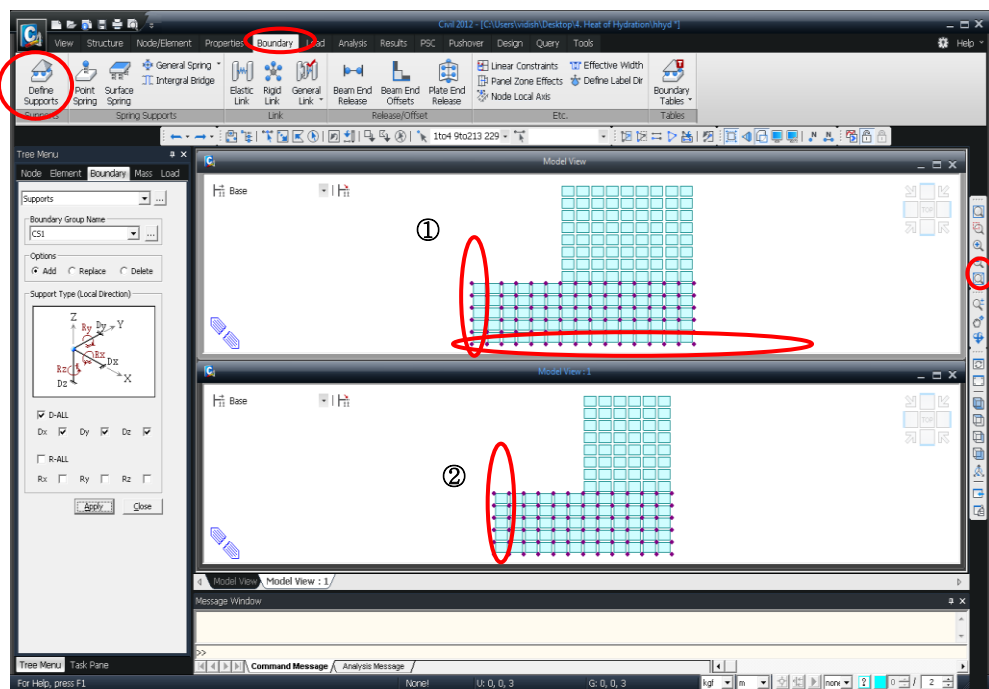 Civil 2012 - [C:\Users\vidish\Desktop\4. Heat of Hydration\hhyd *]
View Structure Node/Element Properties Boundary Load Analysis Results PSC Pushover Design Query Tools Help
General Spring
Intergral Bridge
Linear Constraints Effective Width
Panel Zone Effects Define Label Dir
Node Local Axis
Define Supports Point Spring Surface Spring Elastic Link Rigid Link General Link Beam End Release Beam End Offsets Plate End Release Boundary Tables
Supports Spring Supports Link Release/Offset Etc. Tables
1to4 9to213 229
Tree Menu
Node Element Boundary Mass Load
Supports
Boundary Group Name
CS1
Options
Add Replace Delete
Support Type (Local Direction)
Z
Ry Dy Y
Rx
Rz Dx
Dz X
D-ALL
Dx Dy Dz
R-ALL
Rx Ry Rz
Apply Close
Model View
Base
TOP
①
Model View : 1
Base
TOP
②
Model View Model View : 1
Message Window
>>
Command Message Analysis Message
Tree Menu Task Pane
For Help, press F1 None! U: 0, 0, 3 G: 0, 0, 3 kgf m non 0 / 2